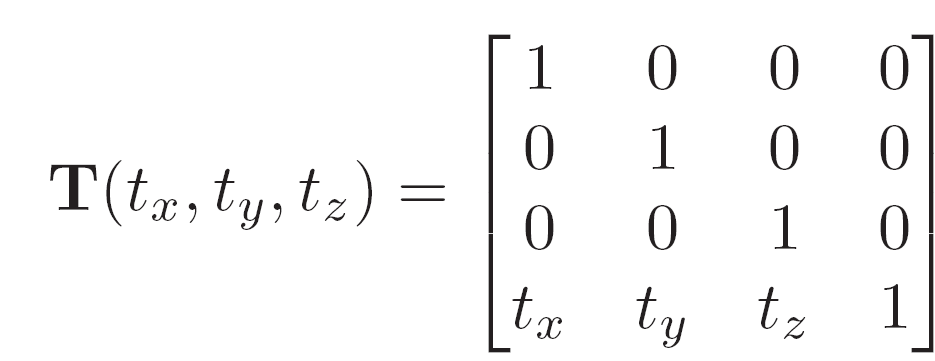 T(t_x, t_y, t_z) = 
1 0 0 0
0 1 0 0
0 0 1 0
t_x t_y t_z 1